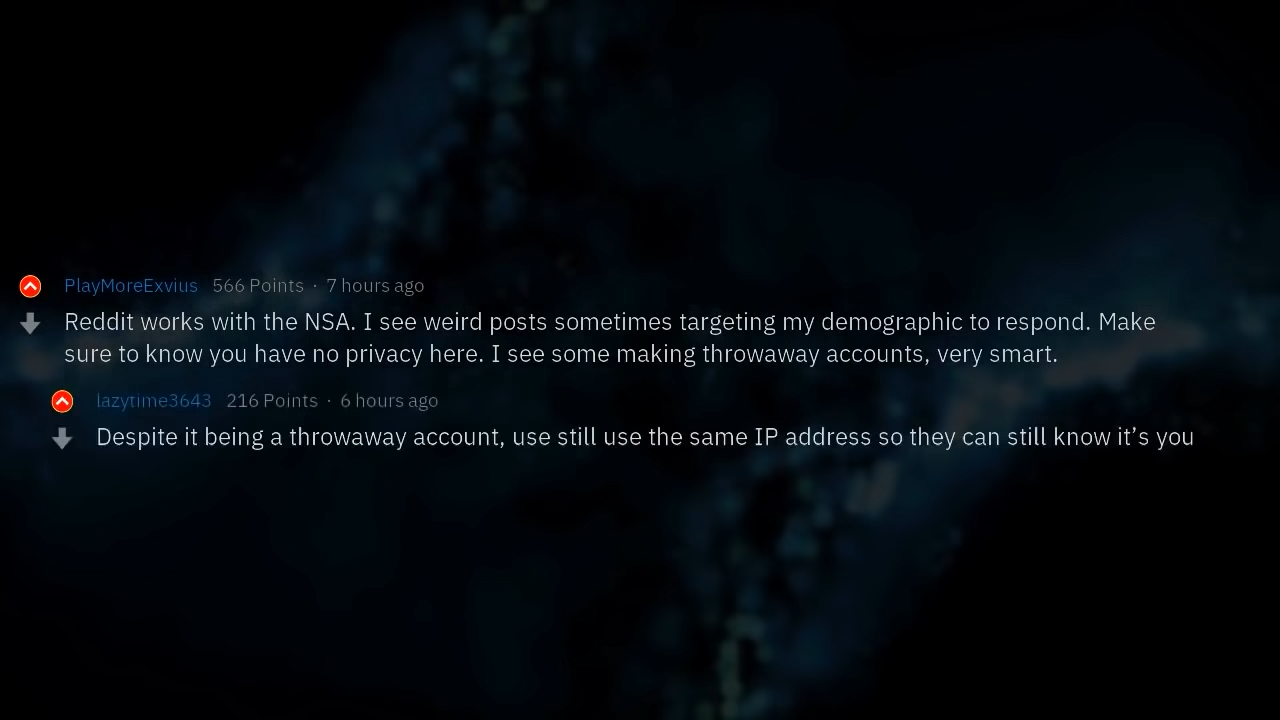 PlayMoreExvius 566 Points · 7 hours ago
Reddit works with the NSA. I see weird posts sometimes targeting my demographic to respond. Make
sure to know you have no privacy here. I see some making throwaway accounts, very smart.
lazytime3643 216 Points · 6 hours ago
Despite it being a throwaway account, use still use the same IP address so they can still know it’s you